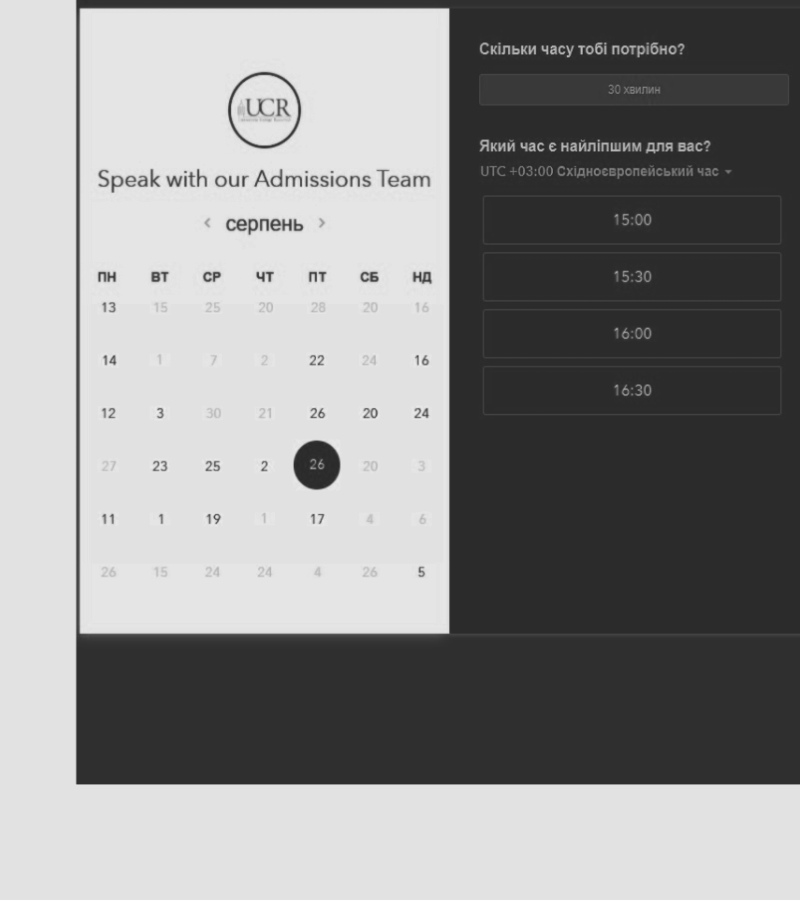 UCR
Speak with our Admissions Team
< серпень >
ПН ВТ СР ЧТ ПТ СБ НД
13 15 25 20 28 20 16
14 1 7 2 22 24 16
12 3 30 21 26 20 24
27 23 25 2 26 20 3
11 1 19 1 17 4 6
26 15 24 24 4 26 5
Скільки часу тобі потрібно?
30 хвилин
Який час є найліпшим для вас?
UTC +03:00 Східноєвропейський час
15:00
15:30
16:00
16:30